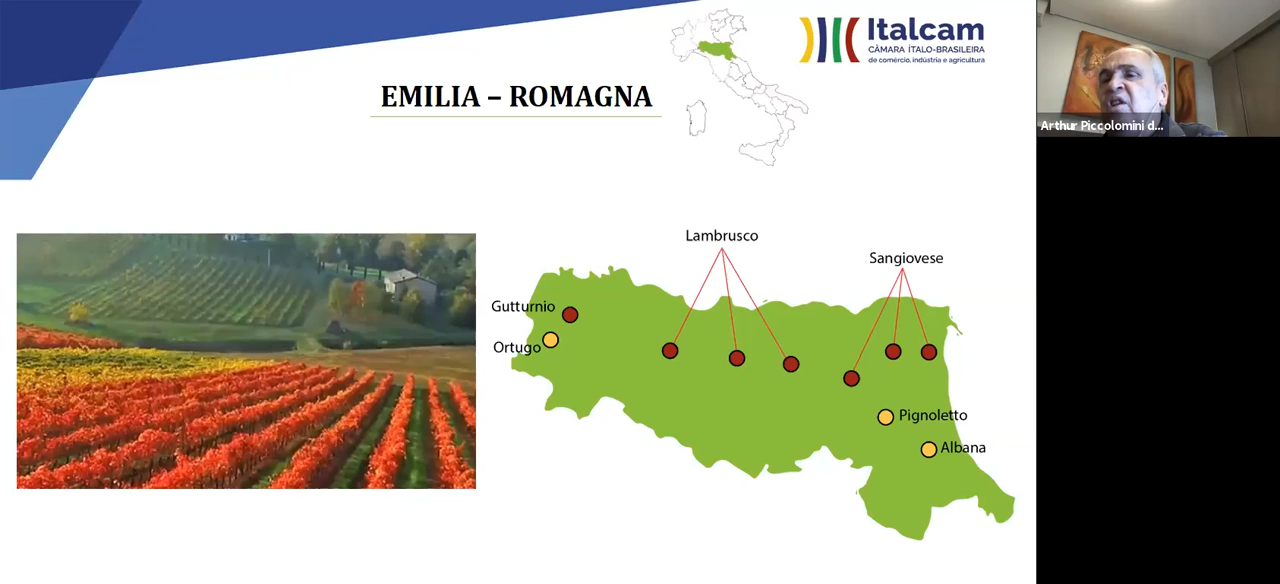 Italcam
CÂMARA ÍTALO-BRASILEIRA
de comércio, indústria e agricultura
EMILIA – ROMAGNA
Arthur Piccolomini d...
Lambrusco
Sangiovese
Gutturnio
Ortugo
Pignoletto
Albana